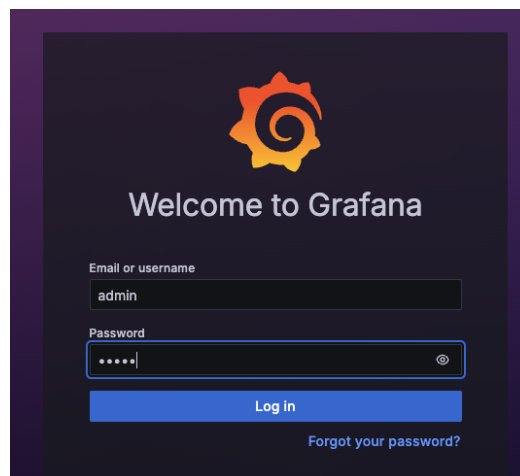 Welcome to Grafana
Email or username
admin
Password
•••••
Log in
Forgot your password?